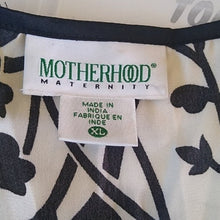 MOTHERHOOD®
MATERNITY
MADE IN
INDIA
FABRIQUE EN
INDE
XL